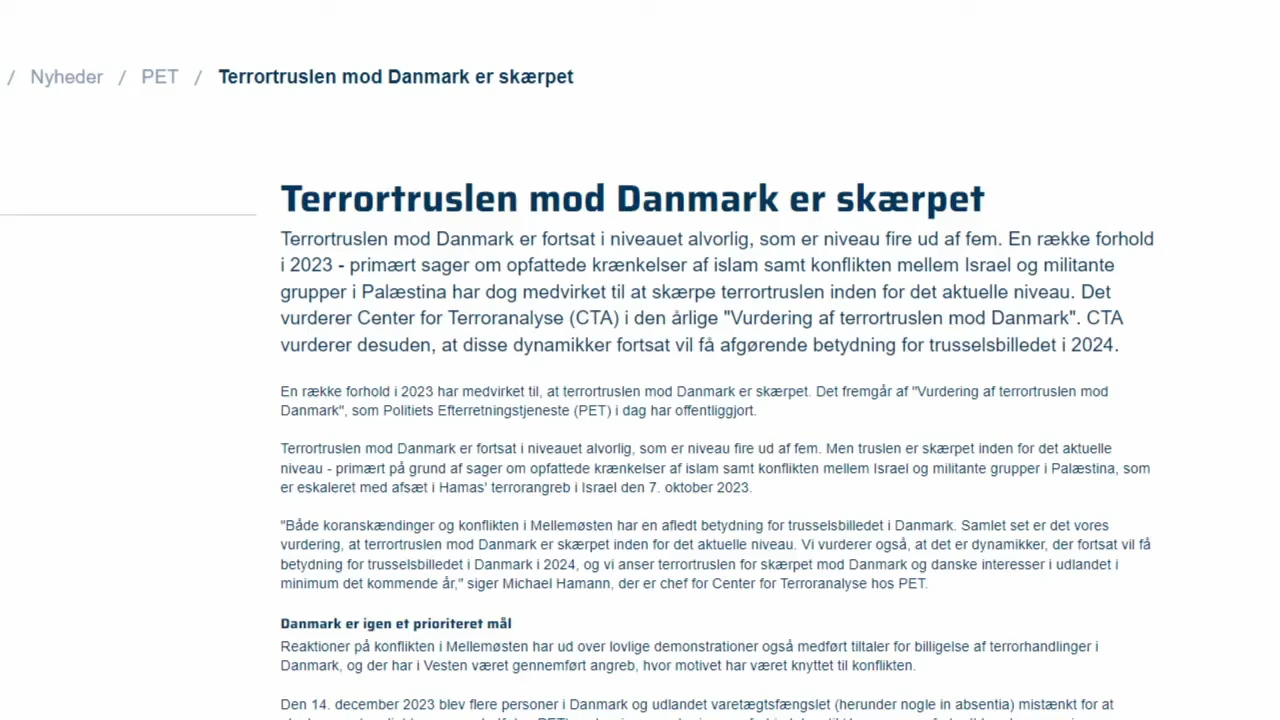 / Nyheder / PET / Terrortruslen mod Danmark er skærpet
Terrortruslen mod Danmark er skærpet
Terrortruslen mod Danmark er fortsat i niveauet alvorlig, som er niveau fire ud af fem. En række forhold
i 2023 - primært sager om opfattede krænkelser af islam samt konflikten mellem Israel og militante
grupper i Palæstina har dog medvirket til at skærpe terrortruslen inden for det aktuelle niveau. Det
vurderer Center for Terroranalyse (CTA) i den årlige "Vurdering af terrortruslen mod Danmark". CTA
vurderer desuden, at disse dynamikker fortsat vil få afgørende betydning for trusselsbilledet i 2024.
En række forhold i 2023 har medvirket til, at terrortruslen mod Danmark er skærpet. Det fremgår af "Vurdering af terrortruslen mod
Danmark", som Politiets Efterretningstjeneste (PET) i dag har offentliggjort.
Terrortruslen mod Danmark er fortsat i niveauet alvorlig, som er niveau fire ud af fem. Men truslen er skærpet inden for det aktuelle
niveau - primært på grund af sager om opfattede krænkelser af islam samt konflikten mellem Israel og militante grupper i Palæstina, som
er eskaleret med afsæt i Hamas' terrorangreb i Israel den 7. oktober 2023.
"Både koranskændinger og konflikten i Mellemøsten har en afledt betydning for trusselsbilledet i Danmark. Samlet set er det vores
vurdering, at terrortruslen mod Danmark er skærpet inden for det aktuelle niveau. Vi vurderer også, at det er dynamikker, der fortsat vil få
betydning for trusselsbilledet i Danmark i 2024, og vi anser terrortruslen for skærpet mod Danmark og danske interesser i udlandet i
minimum det kommende år," siger Michael Hamann, der er chef for Center for Terroranalyse hos PET.
Danmark er igen et prioriteret mål
Reaktioner på konflikten i Mellemøsten har ud over lovlige demonstrationer også medført tiltaler for billigelse af terrorhandlinger i
Danmark, og der har i Vesten været gennemført angreb, hvor motivet har været knyttet til konflikten.
Den 14. december 2023 blev flere personer i Danmark og udlandet varetægtsfængslet (herunder nogle in absentia) mistænkt for at